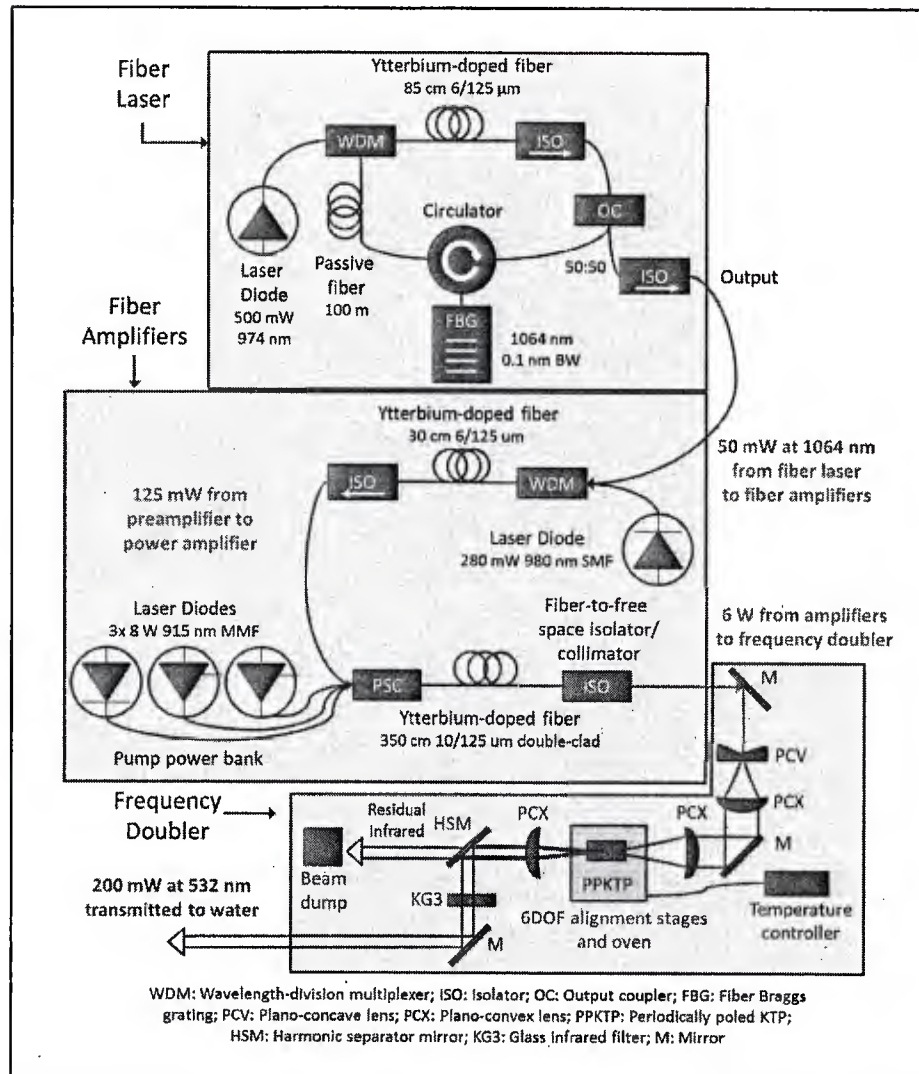 Fiber
Laser
Ytterbium-doped fiber
85 cm 6/125 µm
WDM
ISO
Circulator
OC
Laser
Diode
500 mW
974 nm
Passive
fiber
100 m
50:50
ISO
Output
FBG
1064 nm
0.1 nm BW
Fiber
Amplifiers
Ytterbium-doped fiber
30 cm 6/125 um
ISO
WDM
50 mW at 1064 nm
from fiber laser
to fiber amplifiers
125 mW from
preamplifier to
power amplifier
Laser Diode
280 mW 980 nm SMF
Laser Diodes
3x 8 W 915 nm MMF
Fiber-to-free
space isolator/
collimator
6 W from amplifiers
to frequency doubler
PSC
ISO
M
Ytterbium-doped fiber
350 cm 10/125 um double-clad
Pump power bank
PCV
PCX
M
Frequency
Doubler
Residual
Infrared
HSM
PCX
PCX
Beam
dump
PPKTP
200 mW at 532 nm
transmitted to water
KG3
M
6DOF alignment stages
and oven
Temperature
controller
WDM: Wavelength-division multiplexer; ISO: Isolator; OC: Output coupler; FBG: Fiber Braggs
grating; PCV: Plano-concave lens; PCX: Plano-convex lens; PPKTP: Periodically poled KTP;
HSM: Harmonic separator mirror; KG3: Glass infrared filter; M: Mirror